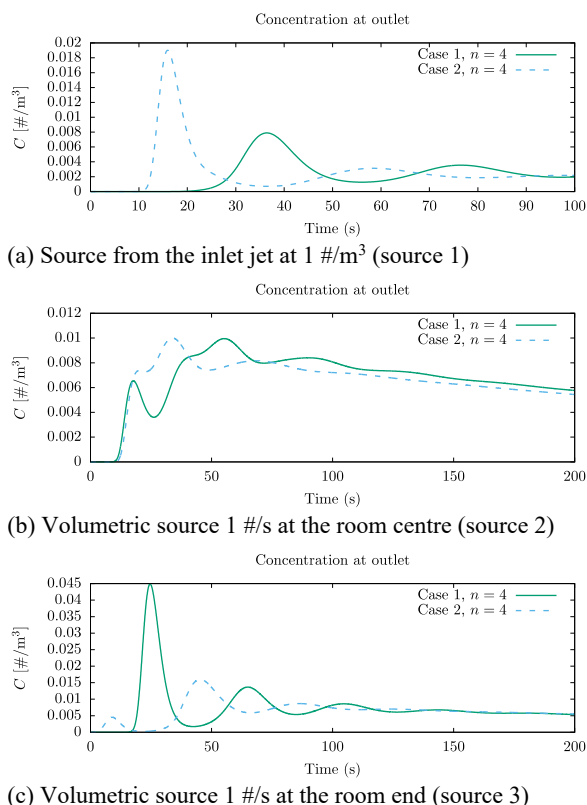 Concentration at outlet
0.02
0.018
0.016
0.014
0.012
0.01
0.008
0.006
0.004
0.002
0
C [#/m³]
Case 1, n = 4
Case 2, n = 4
0 10 20 30 40 50 60 70 80 90 100
Time (s)
(a) Source from the inlet jet at 1 #/m³ (source 1)
Concentration at outlet
0.012
0.01
0.008
0.006
0.004
0.002
0
C [#/m³]
Case 1, n = 4
Case 2, n = 4
0 50 100 150 200
Time (s)
(b) Volumetric source 1 #/s at the room centre (source 2)
Concentration at outlet
0.045
0.04
0.035
0.03
0.025
0.02
0.015
0.01
0.005
0
C [#/m³]
Case 1, n = 4
Case 2, n = 4
0 50 100 150 200
Time (s)
(c) Volumetric source 1 #/s at the room end (source 3)